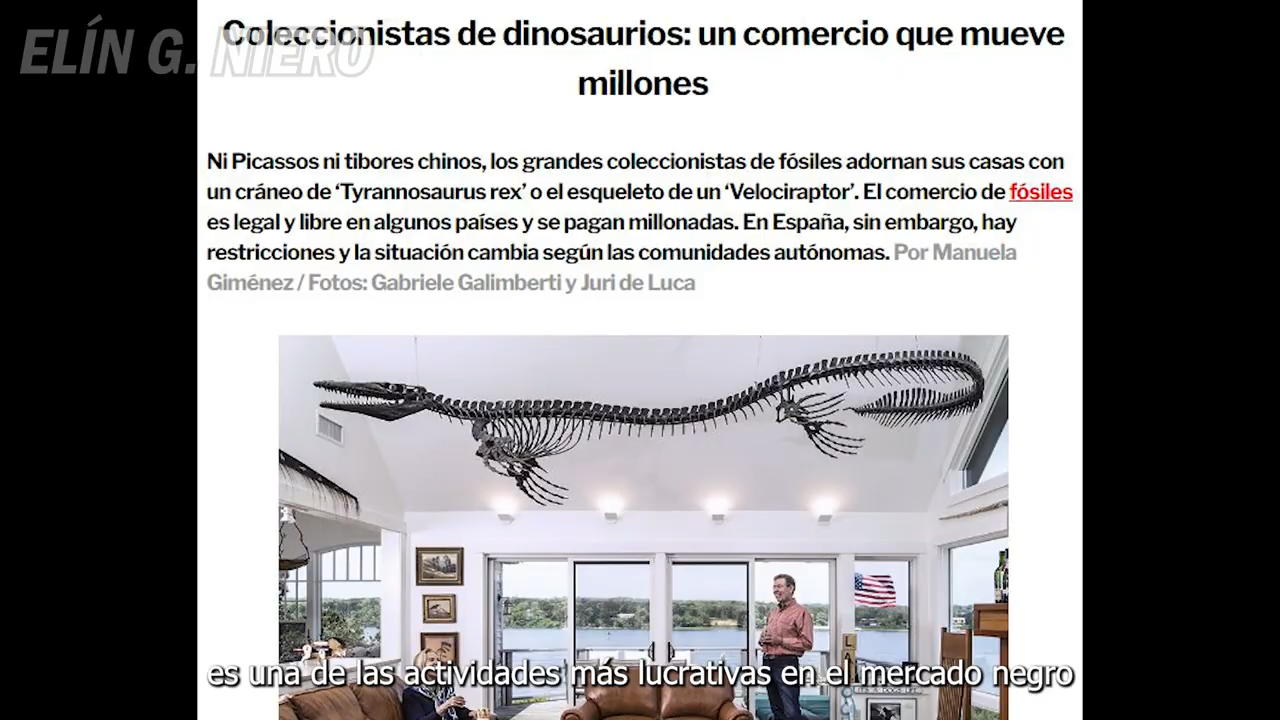 ELÍN G. NIERO
Coleccionistas de dinosaurios: un comercio que mueve
millones
Ni Picassos ni tibores chinos, los grandes coleccionistas de fósiles adornan sus casas con
un cráneo de ‘Tyrannosaurus rex’ o el esqueleto de un ‘Velociraptor’. El comercio de fósiles
es legal y libre en algunos países y se pagan millonadas. En España, sin embargo, hay
restricciones y la situación cambia según las comunidades autónomas. Por Manuela
Giménez / Fotos: Gabriele Galimberti y Juri de Luca
es una de las actividades más lucrativas en el mercado negro